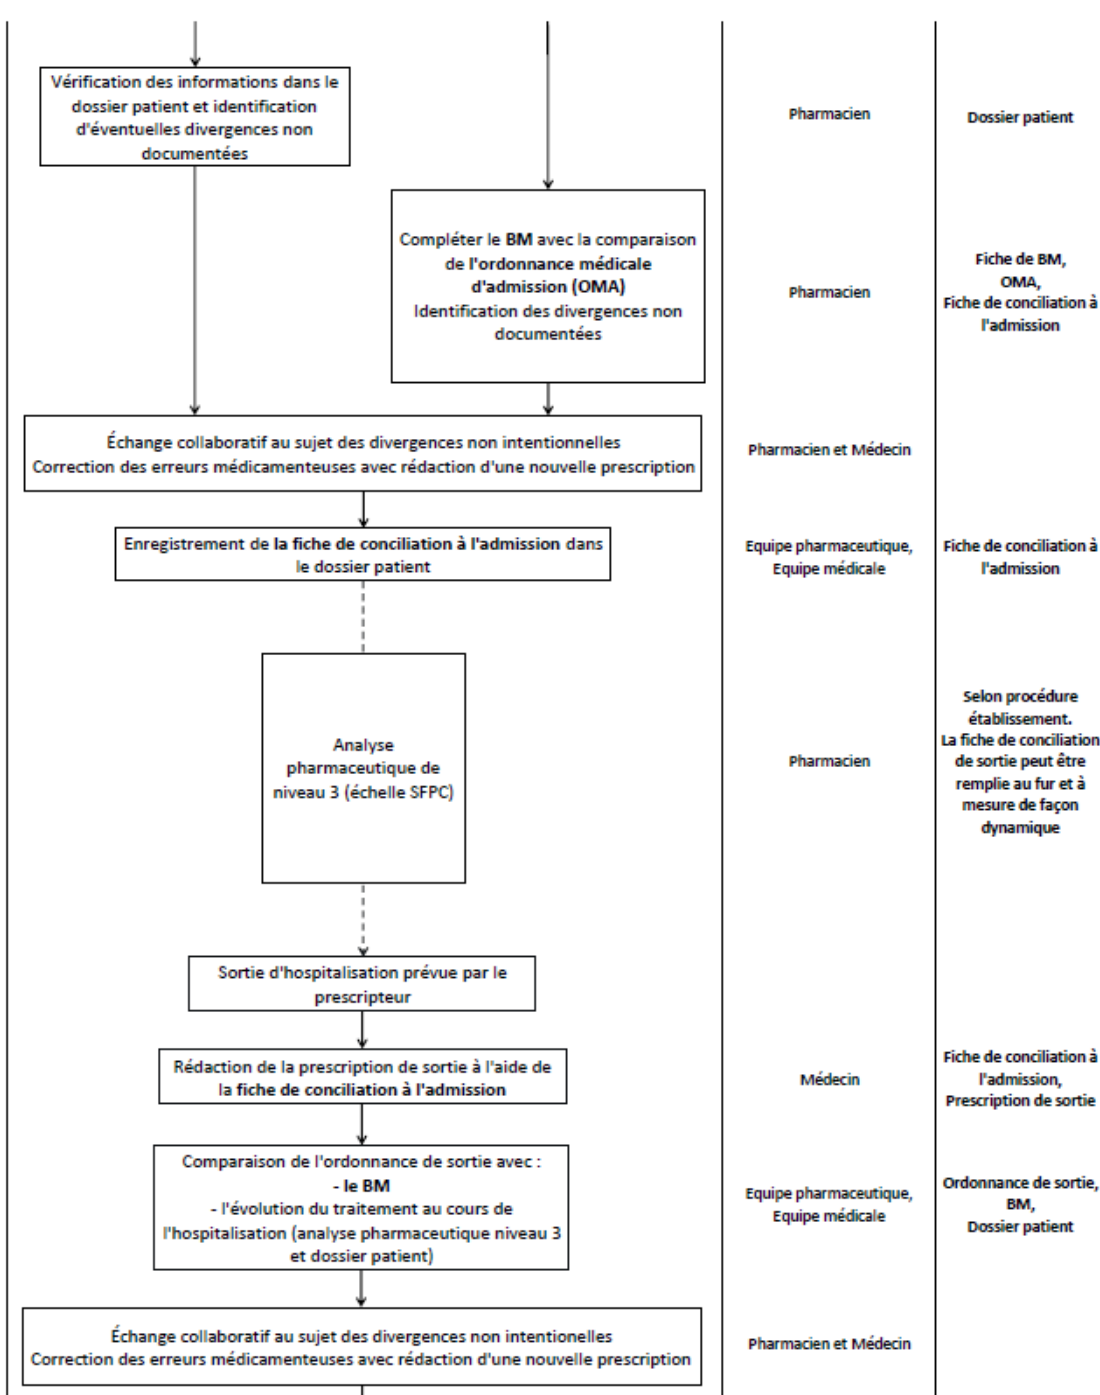 Vérification des informations dans le
dossier patient et identification
d'éventuelles divergences non
documentées
Pharmacien
Dossier patient
Compléter le BM avec la comparaison
de l'ordonnance médicale
d'admission (OMA)
Identification des divergences non
documentées
Pharmacien
Fiche de BM,
OMA,
Fiche de conciliation à
l'admission
Échange collaboratif au sujet des divergences non intentionnelles
Correction des erreurs médicamenteuses avec rédaction d'une nouvelle prescription
Pharmacien et Médecin
Enregistrement de la fiche de conciliation à l'admission dans
le dossier patient
Equipe pharmaceutique,
Equipe médicale
Fiche de conciliation à
l'admission
Analyse
pharmaceutique de
niveau 3 (échelle SFPC)
Pharmacien
Selon procédure
établissement.
La fiche de conciliation
de sortie peut être
remplie au fur et à
mesure de façon
dynamique
Sortie d'hospitalisation prévue par le
prescripteur
Rédaction de la prescription de sortie à l'aide de
la fiche de conciliation à l'admission
Médecin
Fiche de conciliation à
l'admission,
Prescription de sortie
Comparaison de l'ordonnance de sortie avec :
- le BM
- l'évolution du traitement au cours de
l'hospitalisation (analyse pharmaceutique niveau 3
et dossier patient)
Equipe pharmaceutique,
Equipe médicale
Ordonnance de sortie,
BM,
Dossier patient
Échange collaboratif au sujet des divergences non intentionelles
Correction des erreurs médicamenteuses avec rédaction d'une nouvelle prescription
Pharmacien et Médecin